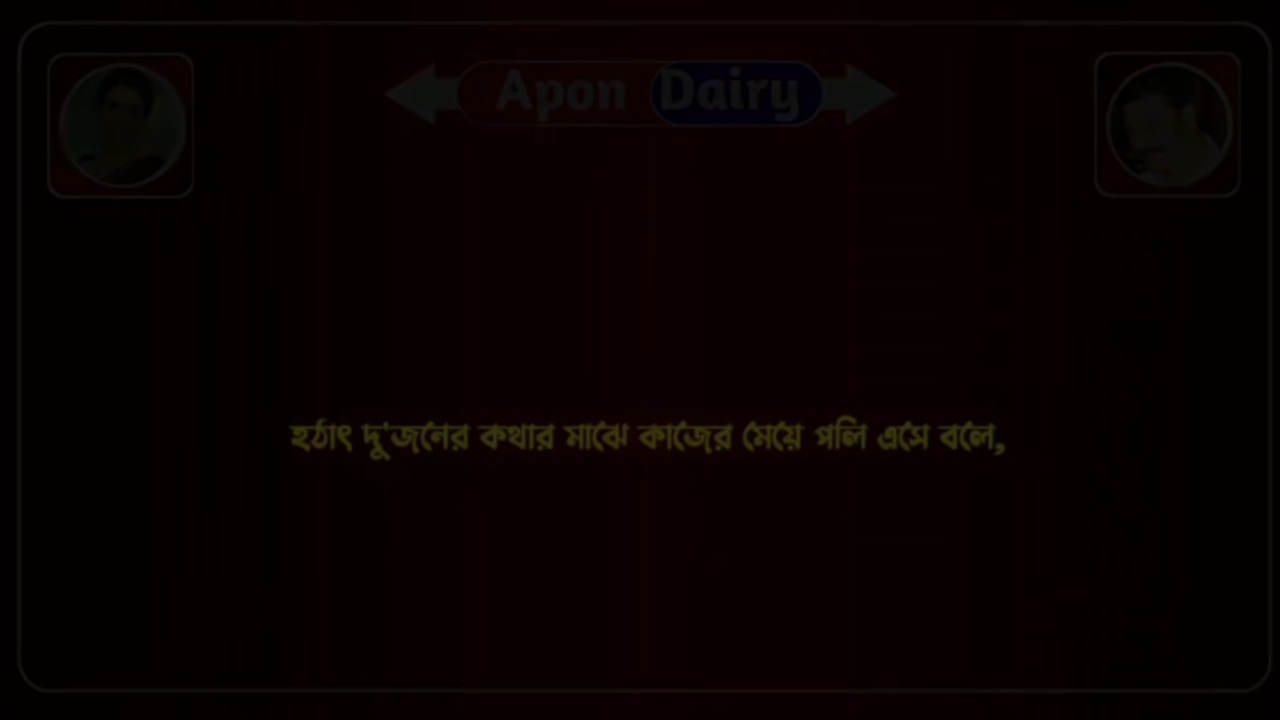 Apon Dairy
হঠাৎ দু'জনের কথার মাঝে কাজের মেয়ে পলি এসে বলে,